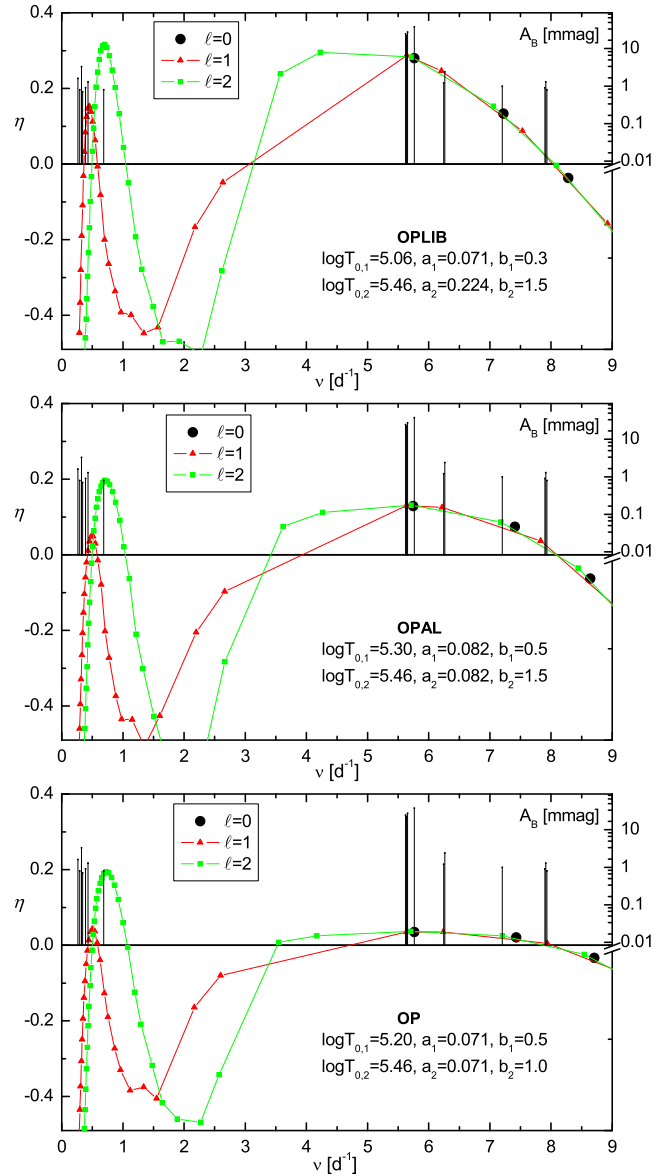 0.4
ℓ=0
ℓ=1
ℓ=2
A_B [mmag]
10
0.2
1
η
0.1
0.0
0.01
-0.2
OPLIB
logT_0,1=5.06, a_1=0.071, b_1=0.3
logT_0,2=5.46, a_2=0.224, b_2=1.5
-0.4
0 1 2 3 4 5 6 7 8 9
ν [d^-1]
0.4
ℓ=0
ℓ=1
ℓ=2
A_B [mmag]
10
0.2
1
η
0.1
0.0
0.01
-0.2
OPAL
logT_0,1=5.30, a_1=0.082, b_1=0.5
logT_0,2=5.46, a_2=0.082, b_2=1.5
-0.4
0 1 2 3 4 5 6 7 8 9
ν [d^-1]
0.4
ℓ=0
ℓ=1
ℓ=2
A_B [mmag]
10
0.2
1
η
0.1
0.0
0.01
-0.2
OP
logT_0,1=5.20, a_1=0.071, b_1=0.5
logT_0,2=5.46, a_2=0.071, b_2=1.0
-0.4
0 1 2 3 4 5 6 7 8 9
ν [d^-1]